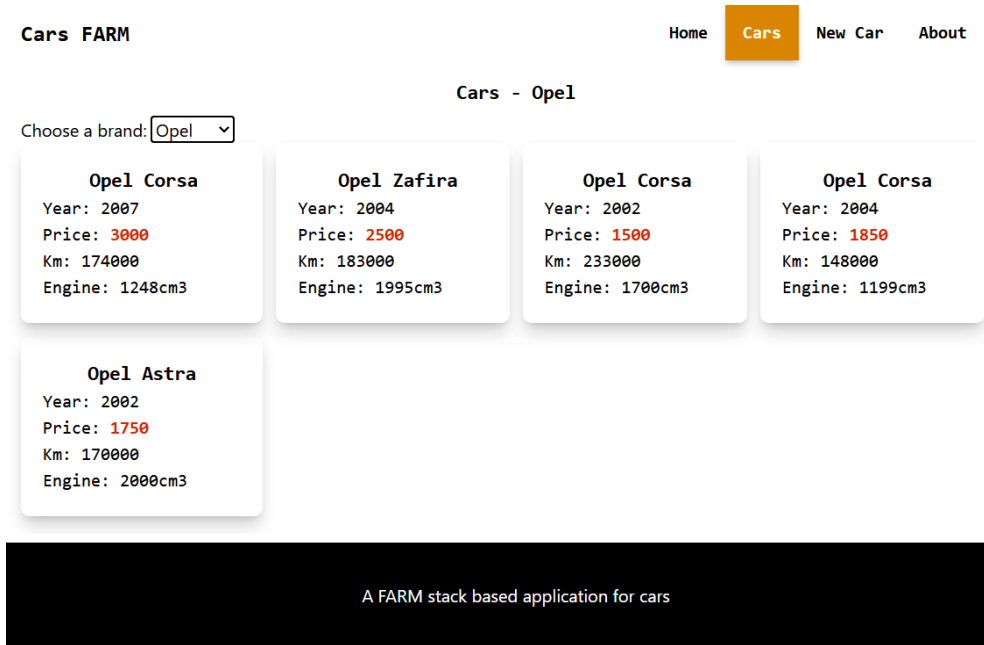 Cars FARM
Home Cars New Car About
Cars - Opel
Choose a brand: Opel
Opel Corsa
Year: 2007
Price: 3000
Km: 174000
Engine: 1248cm3
Opel Zafira
Year: 2004
Price: 2500
Km: 183000
Engine: 1995cm3
Opel Corsa
Year: 2002
Price: 1500
Km: 233000
Engine: 1700cm3
Opel Corsa
Year: 2004
Price: 1850
Km: 148000
Engine: 1199cm3
Opel Astra
Year: 2002
Price: 1750
Km: 170000
Engine: 2000cm3
A FARM stack based application for cars